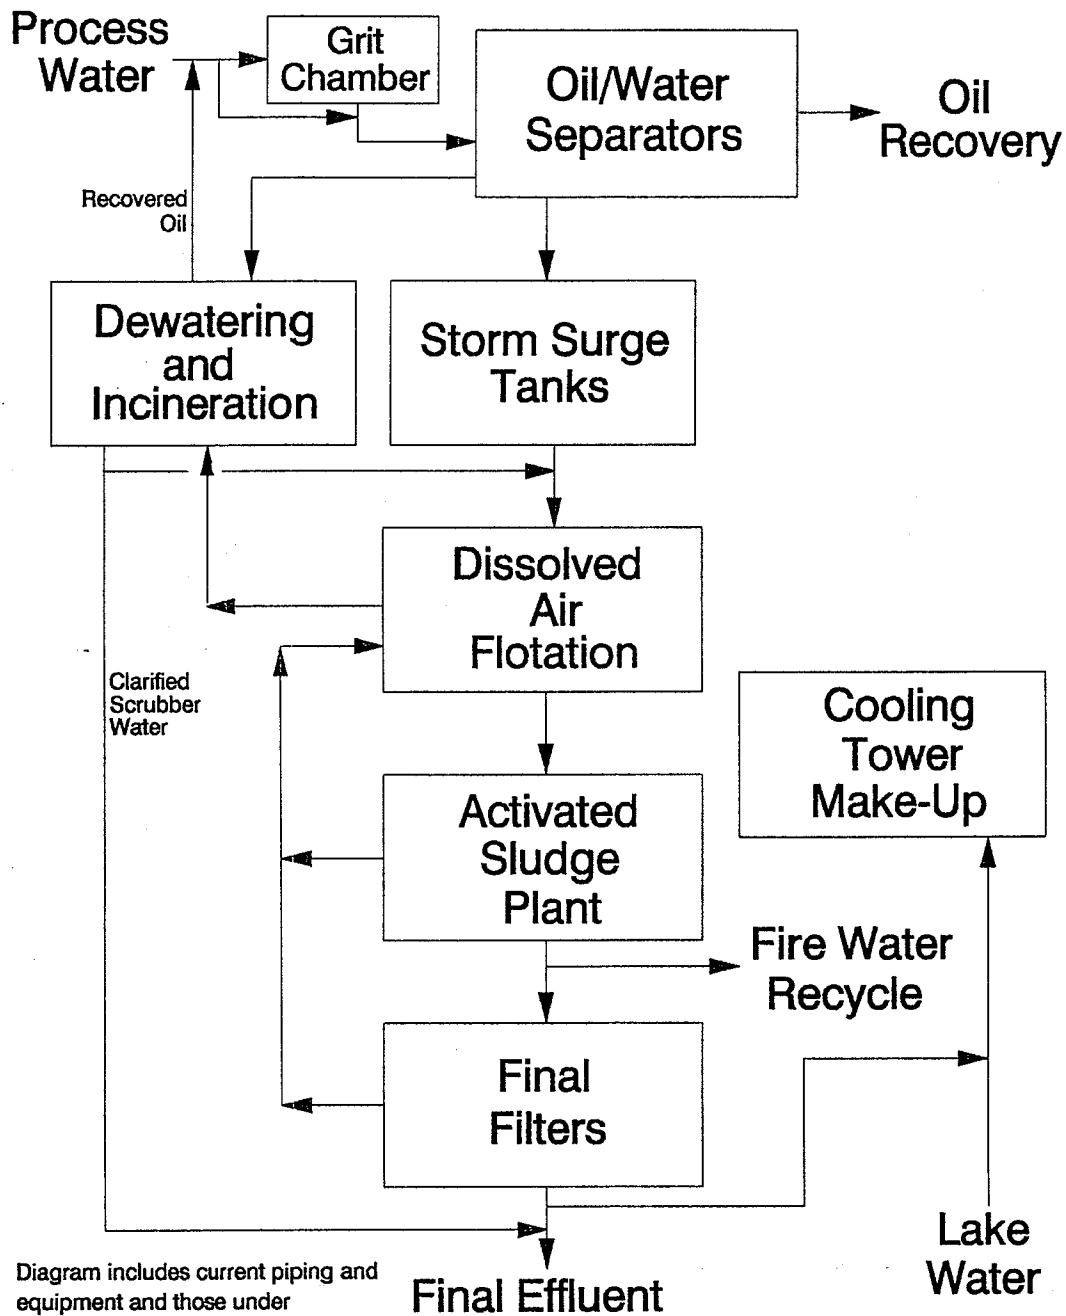 Process
Water
Grit
Chamber
Oil/Water
Separators
Oil
Recovery
Recovered
Oil
Dewatering
and
Incineration
Storm Surge
Tanks
Dissolved
Air
Flotation
Clarified
Scrubber
Water
Cooling
Tower
Make-Up
Activated
Sludge
Plant
Fire Water
Recycle
Final
Filters
Lake
Water
Diagram includes current piping and
equipment and those under
Final Effluent